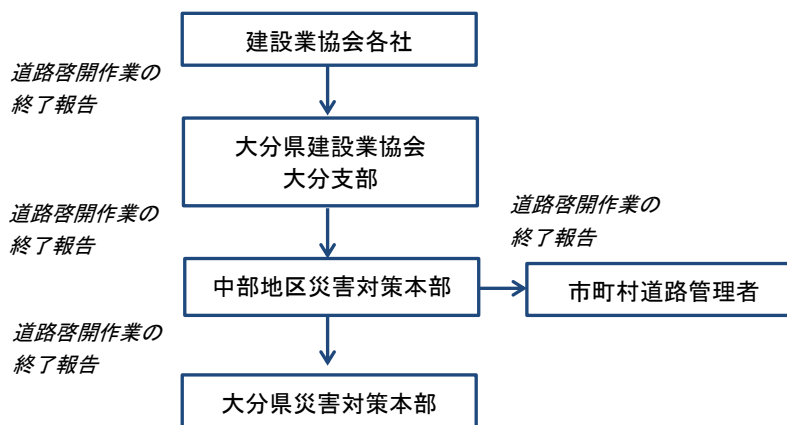 建設業協会各社
道路啓開作業の
終了報告
大分県建設業協会
大分支部
道路啓開作業の
終了報告
道路啓開作業の
終了報告
中部地区災害対策本部
市町村道路管理者
道路啓開作業の
終了報告
大分県災害対策本部